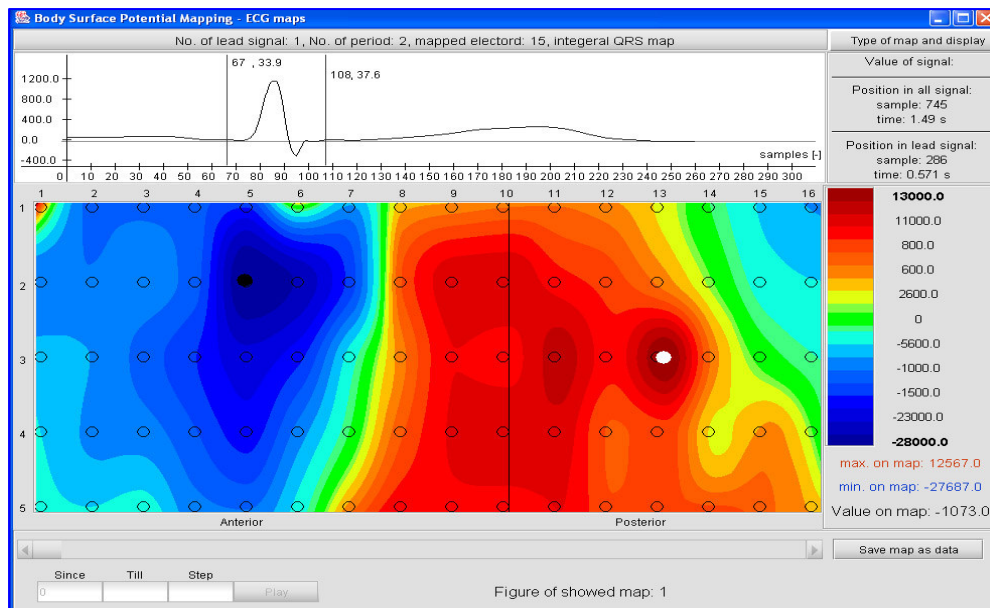 Body Surface Potential Mapping - ECG maps
No. of lead signal: 1, No. of period: 2, mapped electord: 15, integeral QRS map
Type of map and display
67 , 33.9
108, 37.6
1200.0
800.0
400.0
0.0
-400.0
samples [-]
0 10 20 30 40 50 60 70 80 90 100 110 120 130 140 150 160 170 180 190 200 210 220 230 240 250 260 270 280 290 300
Value of signal:
Position in all signal:
sample: 745
time: 1.49 s
Position in lead signal:
sample: 286
time: 0.571 s
1 2 3 4 5 6 7 8 9 10 11 12 13 14 15 16
1
2
3
4
5
Anterior
Posterior
13000.0
11000.0
800.0
600.0
2600.0
0
-5600.0
-1000.0
-1500.0
-23000.0
-28000.0
max. on map: 12567.0
min. on map: -27687.0
Value on map: -1073.0
Save map as data
Since Till Step
0
Play
Figure of showed map: 1